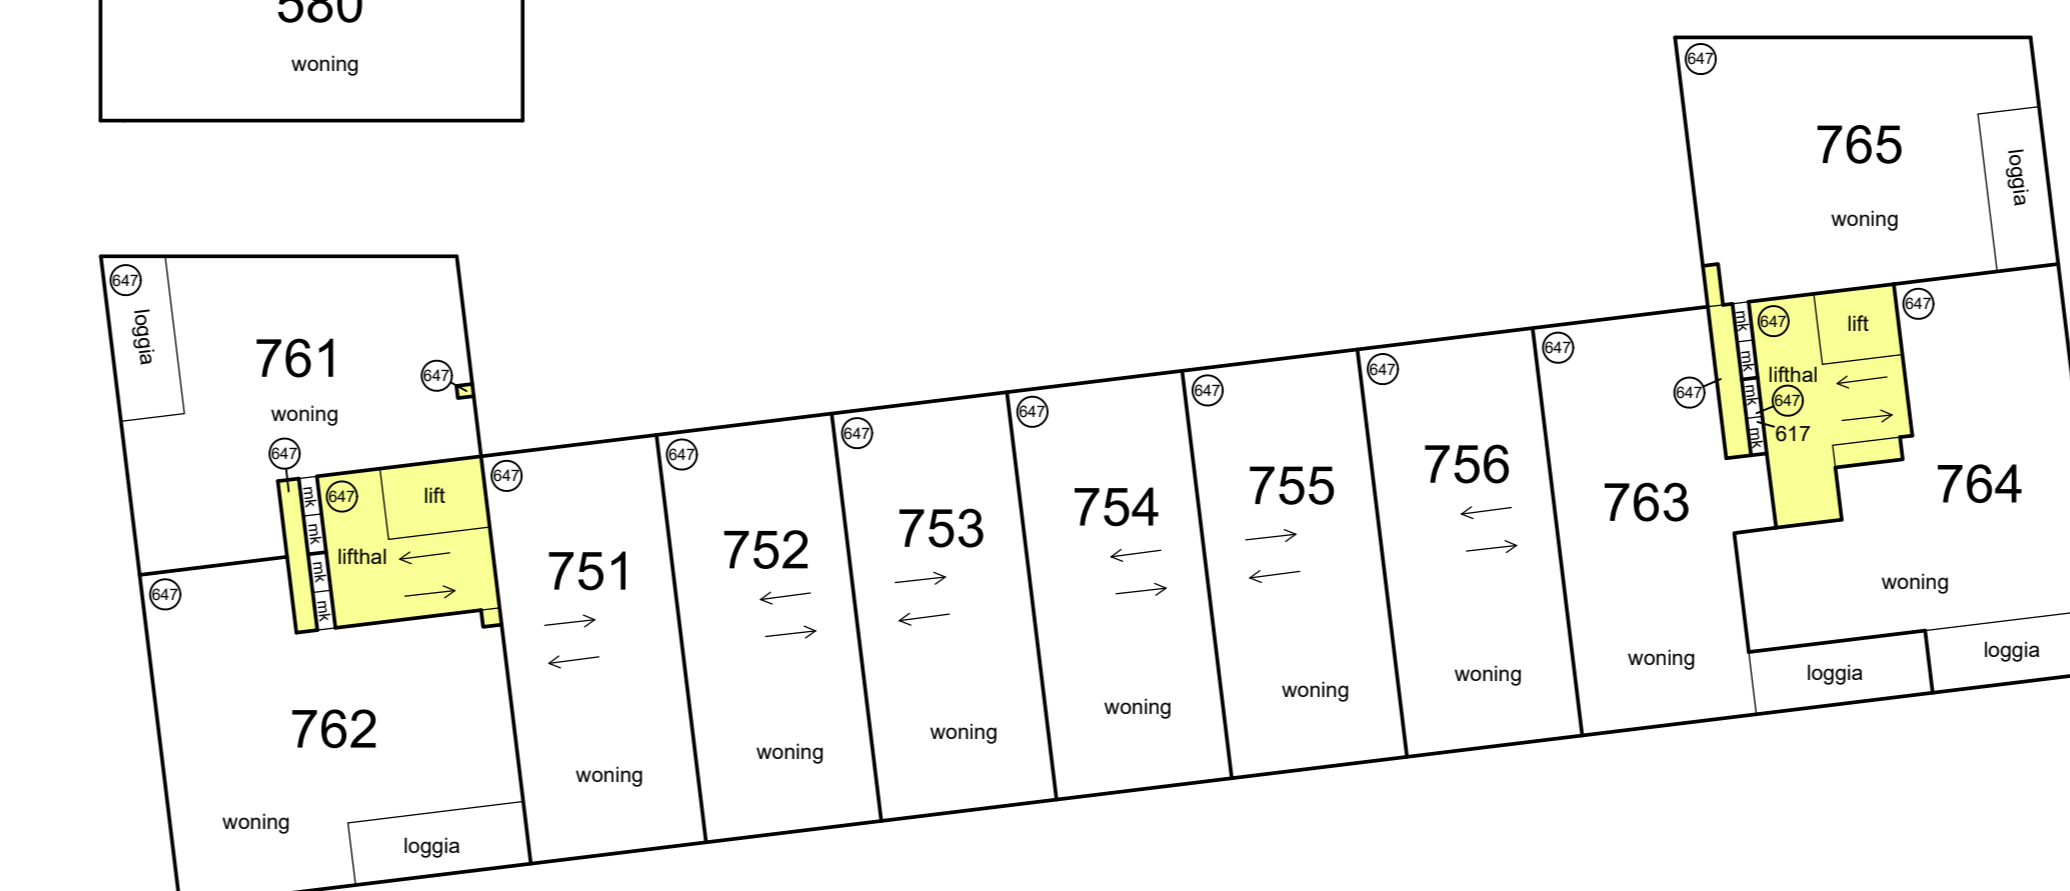 580
woning
647
765
loggia
woning
647
loggia
761
647
woning
647
mk
mk
mk
mk
647
lift
lifthal
647
762
woning
loggia
647
751
woning
647
752
woning
647
753
woning
647
754
woning
647
755
woning
647
756
woning
647
763
woning
loggia
647
mk
mk
mk
mk
647
lift
lifthal
647
617
647
764
woning
loggia